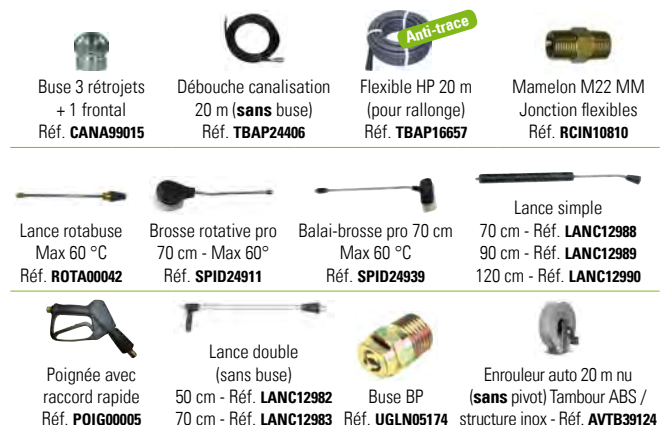 Anti-trace
Buse 3 rétrojets
+ 1 frontal
Réf. CANA99015
Débouche canalisation
20 m (sans buse)
Réf. TBAP24406
Flexible HP 20 m
(pour rallonge)
Réf. TBAP16657
Mamelon M22 MM
Jonction flexibles
Réf. RCIN10810
Lance rotabuse
Max 60 °C
Réf. ROTA00042
Brosse rotative pro
70 cm - Max 60°
Réf. SPID24911
Balai-brosse pro 70 cm
Max 60 °C
Réf. SPID24939
Lance simple
70 cm - Réf. LANC12988
90 cm - Réf. LANC12989
120 cm - Réf. LANC12990
Poignée avec
raccord rapide
Réf. POIG00005
Lance double
(sans buse)
50 cm - Réf. LANC12982
70 cm - Réf. LANC12983
Buse BP
Réf. UGLN05174
Enrouleur auto 20 m nu
(sans pivot) Tambour ABS /
structure inox - Réf. AVTB39124